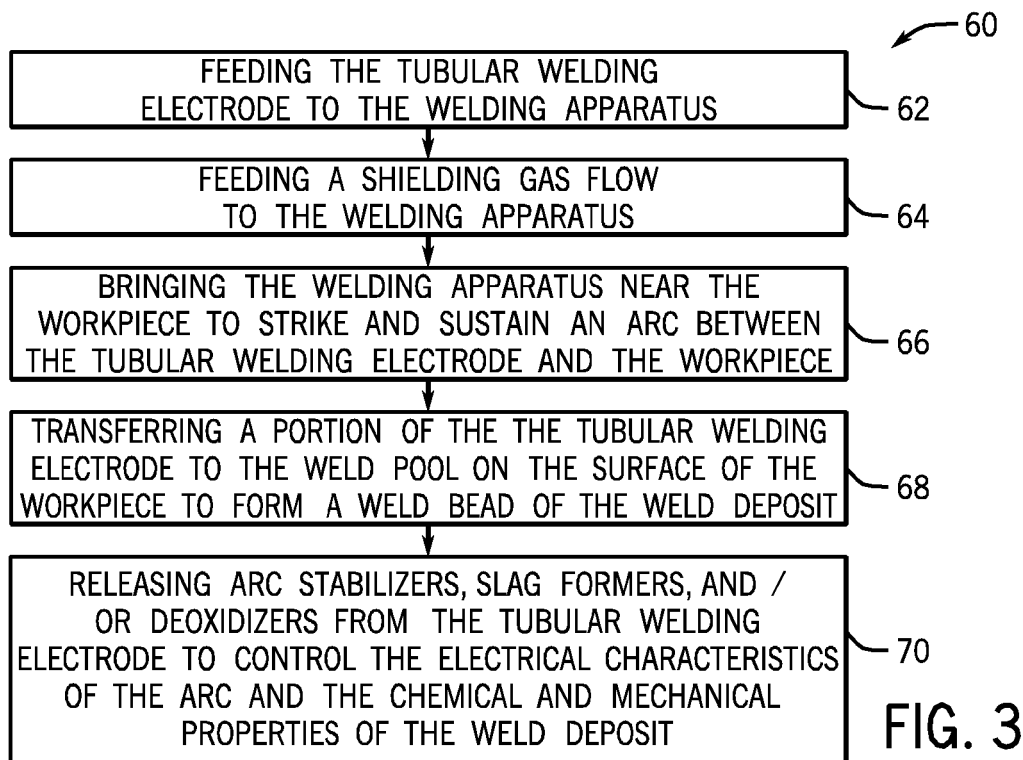 60
FEEDING THE TUBULAR WELDING
ELECTRODE TO THE WELDING APPARATUS
62
FEEDING A SHIELDING GAS FLOW
TO THE WELDING APPARATUS
64
BRINGING THE WELDING APPARATUS NEAR THE
WORKPIECE TO STRIKE AND SUSTAIN AN ARC BETWEEN
THE TUBULAR WELDING ELECTRODE AND THE WORKPIECE
66
TRANSFERRING A PORTION OF THE THE TUBULAR WELDING
ELECTRODE TO THE WELD POOL ON THE SURFACE OF THE
WORKPIECE TO FORM A WELD BEAD OF THE WELD DEPOSIT
68
RELEASING ARC STABILIZERS, SLAG FORMERS, AND /
OR DEOXIDIZERS FROM THE TUBULAR WELDING
ELECTRODE TO CONTROL THE ELECTRICAL CHARACTERISTICS
OF THE ARC AND THE CHEMICAL AND MECHANICAL
PROPERTIES OF THE WELD DEPOSIT
70
FIG. 3